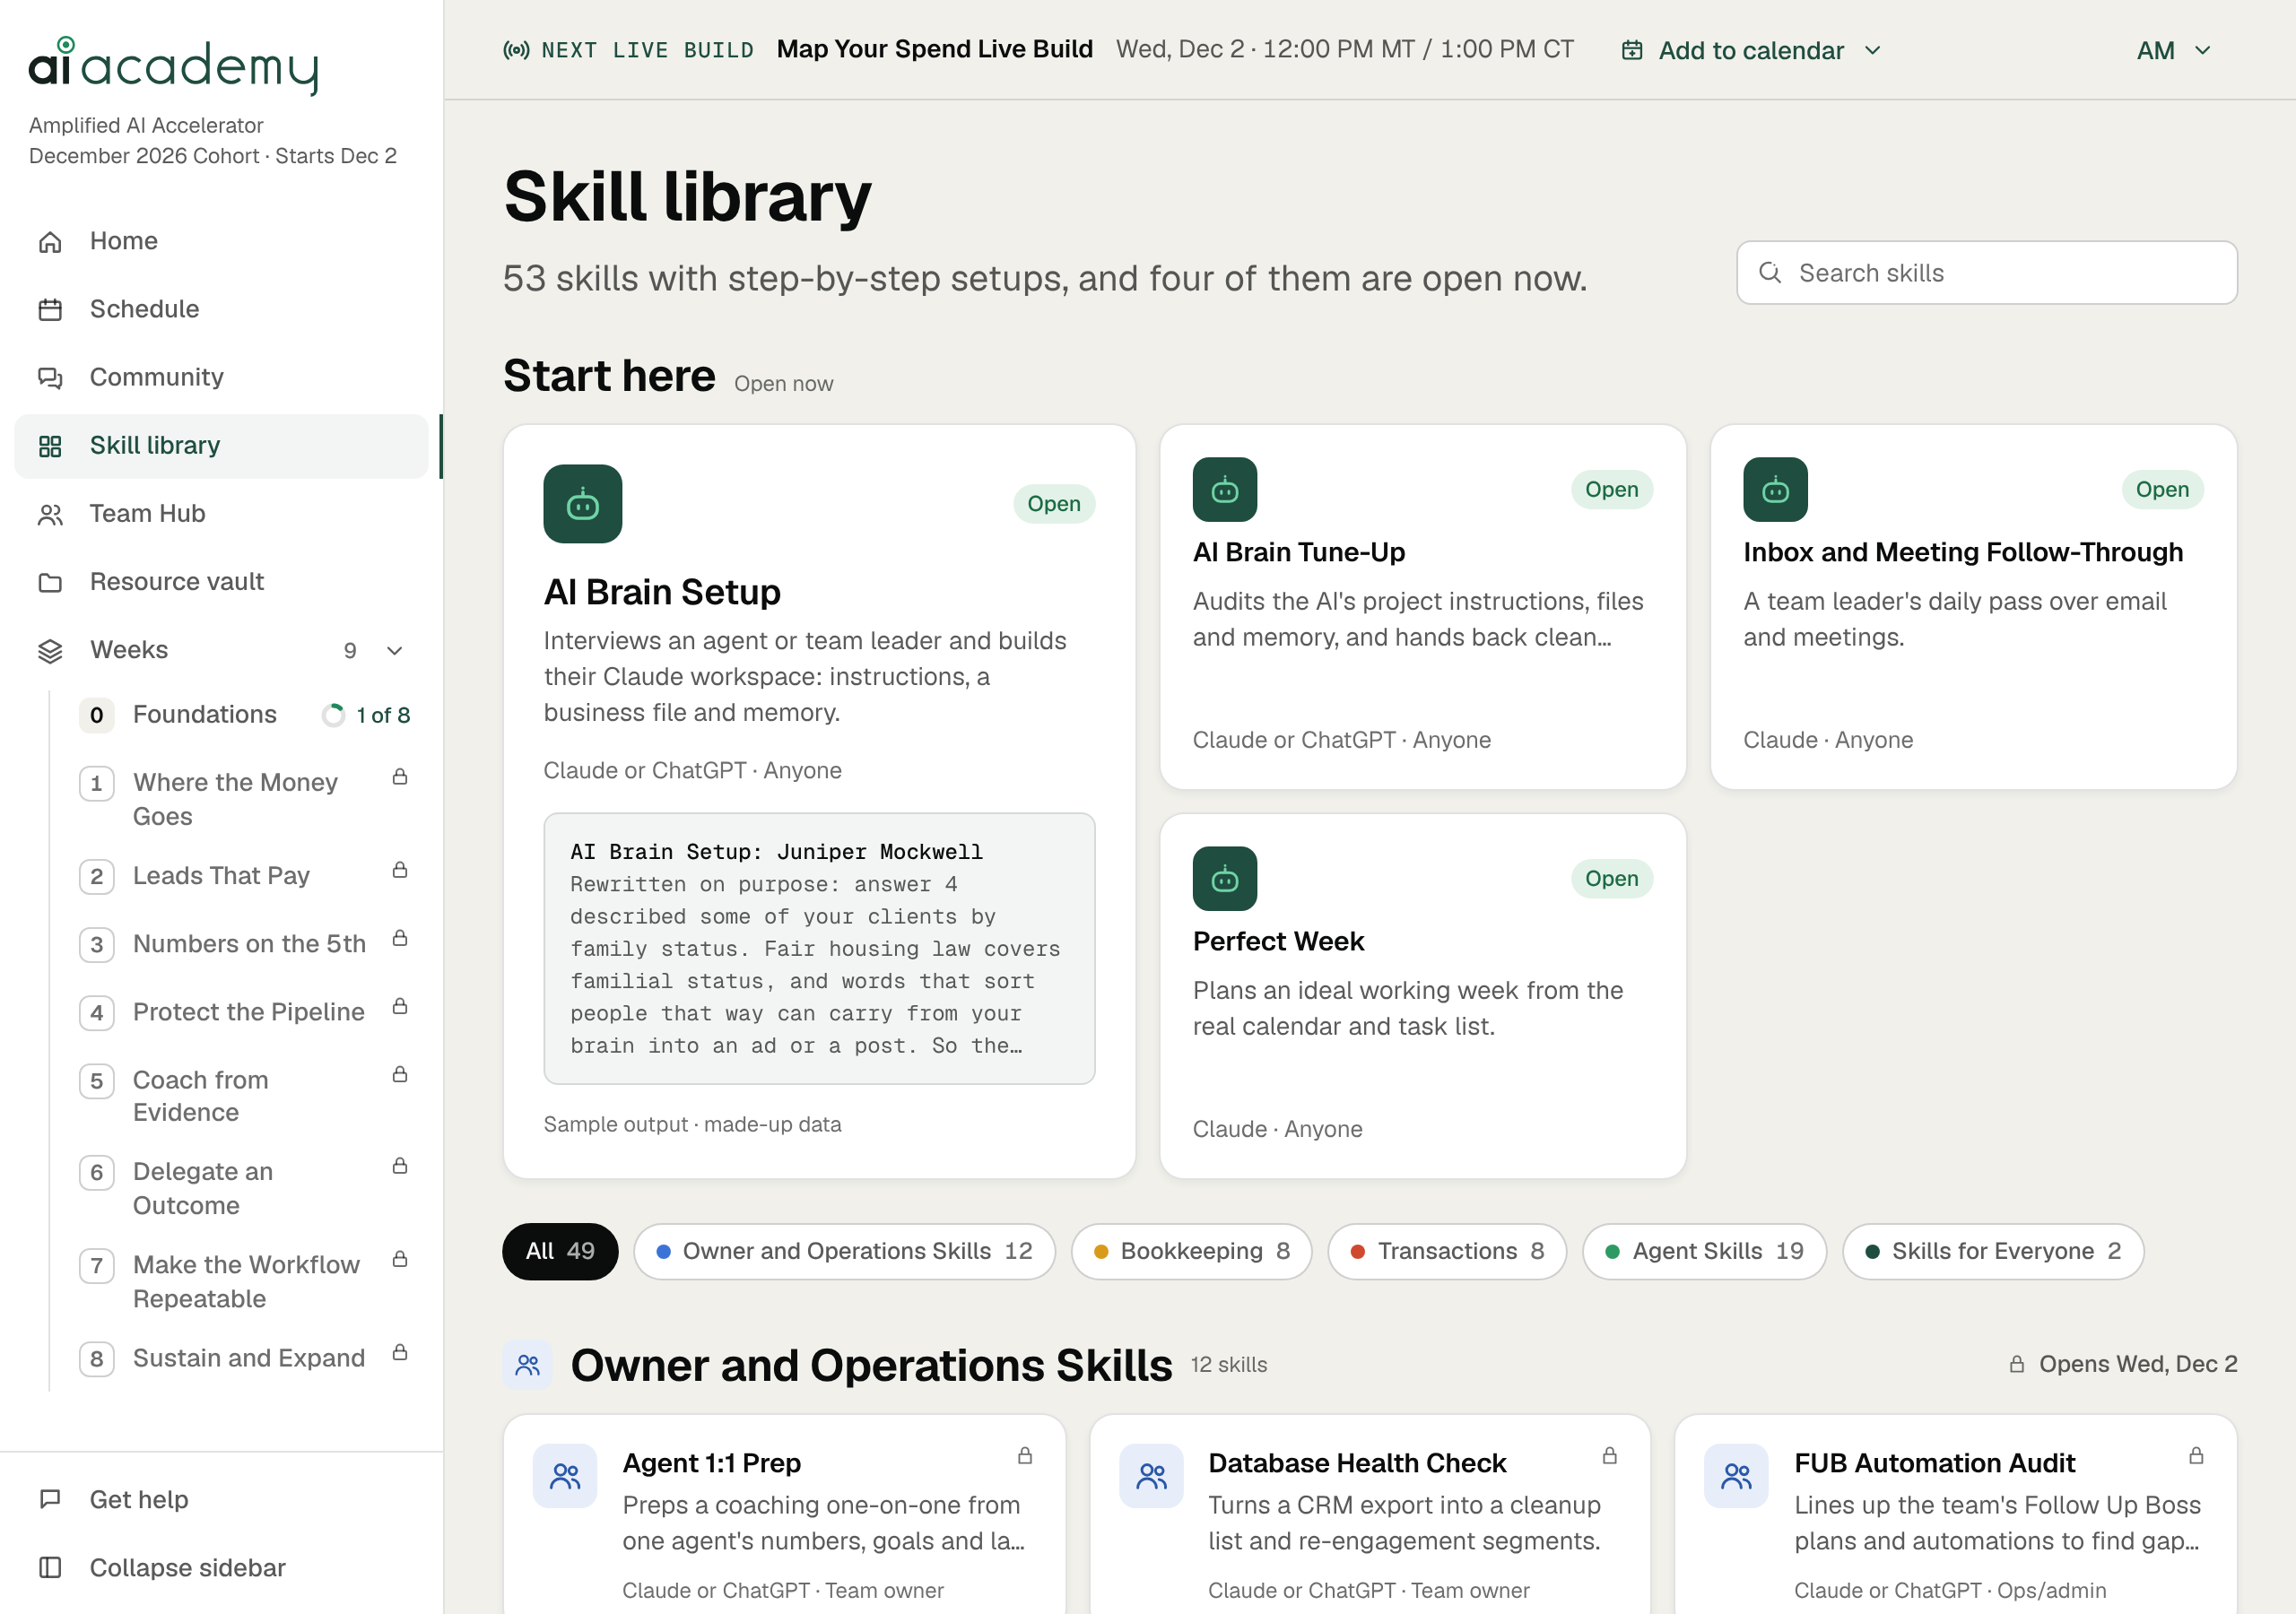 ai academy
Amplified AI Accelerator
December 2026 Cohort · Starts Dec 2
Home
Schedule
Community
Skill library
Team Hub
Resource vault
Weeks 9
0 Foundations 1 of 8
1 Where the Money
Goes
2 Leads That Pay
3 Numbers on the 5th
4 Protect the Pipeline
5 Coach from
Evidence
6 Delegate an
Outcome
7 Make the Workflow
Repeatable
8 Sustain and Expand
Get help
Collapse sidebar
NEXT LIVE BUILD Map Your Spend Live Build Wed, Dec 2 · 12:00 PM MT / 1:00 PM CT Add to calendar AM
Skill library
53 skills with step-by-step setups, and four of them are open now.
Search skills
Start here Open now
Open
AI Brain Setup
Interviews an agent or team leader and builds
their Claude workspace: instructions, a
business file and memory.
Claude or ChatGPT · Anyone
AI Brain Setup: Juniper Mockwell
Rewritten on purpose: answer 4
described some of your clients by
family status. Fair housing law covers
familial status, and words that sort
people that way can carry from your
brain into an ad or a post. So the…
Sample output · made-up data
Open
AI Brain Tune-Up
Audits the AI's project instructions, files
and memory, and hands back clean…
Claude or ChatGPT · Anyone
Open
Inbox and Meeting Follow-Through
A team leader's daily pass over email
and meetings.
Claude · Anyone
Open
Perfect Week
Plans an ideal working week from the
real calendar and task list.
Claude · Anyone
All 49 Owner and Operations Skills 12 Bookkeeping 8 Transactions 8 Agent Skills 19 Skills for Everyone 2
Owner and Operations Skills 12 skills Opens Wed, Dec 2
Agent 1:1 Prep
Preps a coaching one-on-one from
one agent's numbers, goals and la…
Claude or ChatGPT · Team owner
Database Health Check
Turns a CRM export into a cleanup
list and re-engagement segments.
Claude or ChatGPT · Team owner
FUB Automation Audit
Lines up the team's Follow Up Boss
plans and automations to find gap…
Claude or ChatGPT · Ops/admin